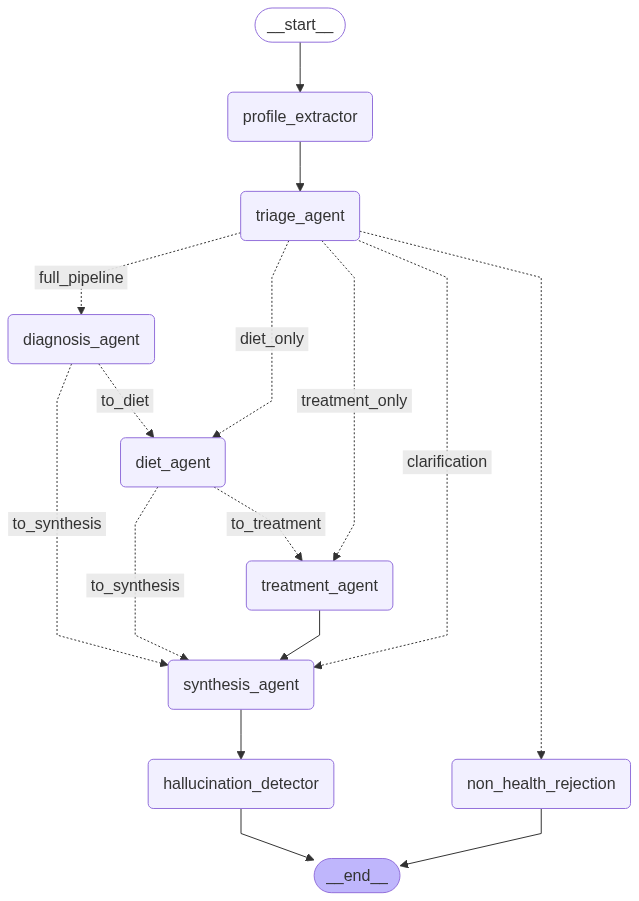 __start__
profile_extractor
triage_agent
full_pipeline
diagnosis_agent
diet_only
to_diet
treatment_only
diet_agent
clarification
to_synthesis
to_treatment
to_synthesis
treatment_agent
synthesis_agent
hallucination_detector
non_health_rejection
__end__